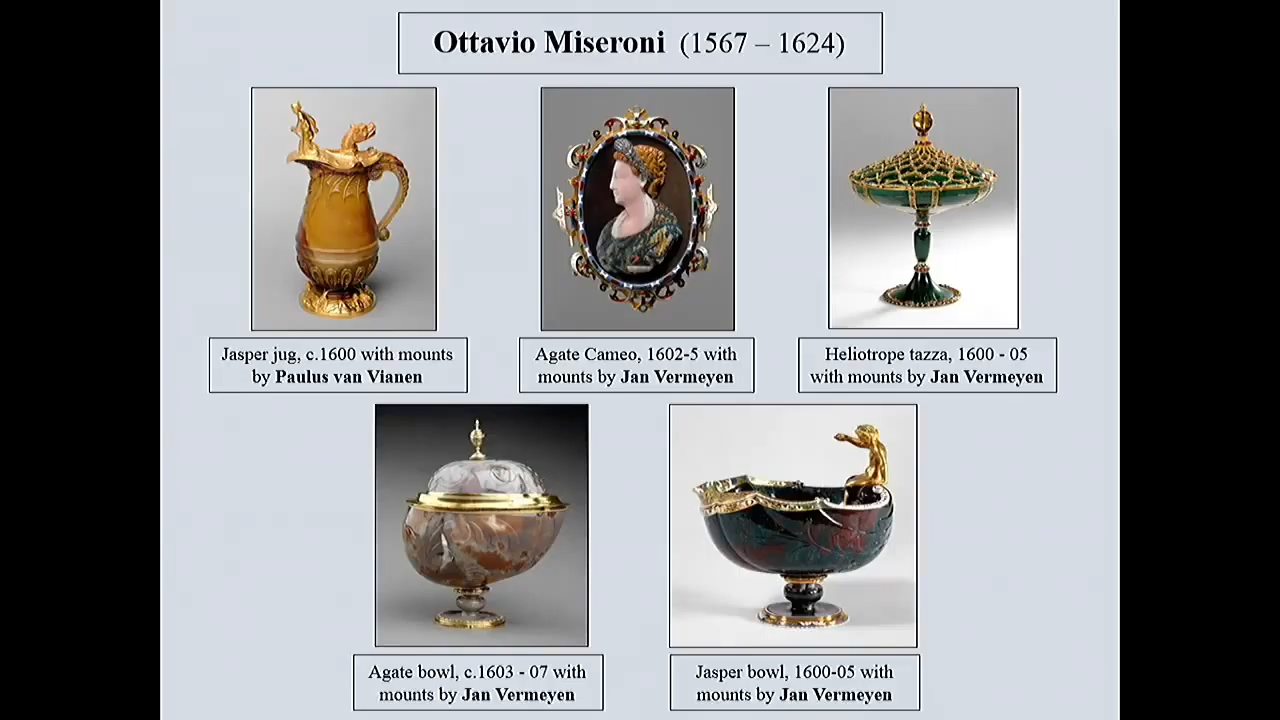 Ottavio Miseroni (1567 – 1624)
Jasper jug, c.1600 with mounts
by Paulus van Vianen
Agate Cameo, 1602-5 with
mounts by Jan Vermeyen
Heliotrope tazza, 1600 - 05
with mounts by Jan Vermeyen
Agate bowl, c.1603 - 07 with
mounts by Jan Vermeyen
Jasper bowl, 1600-05 with
mounts by Jan Vermeyen